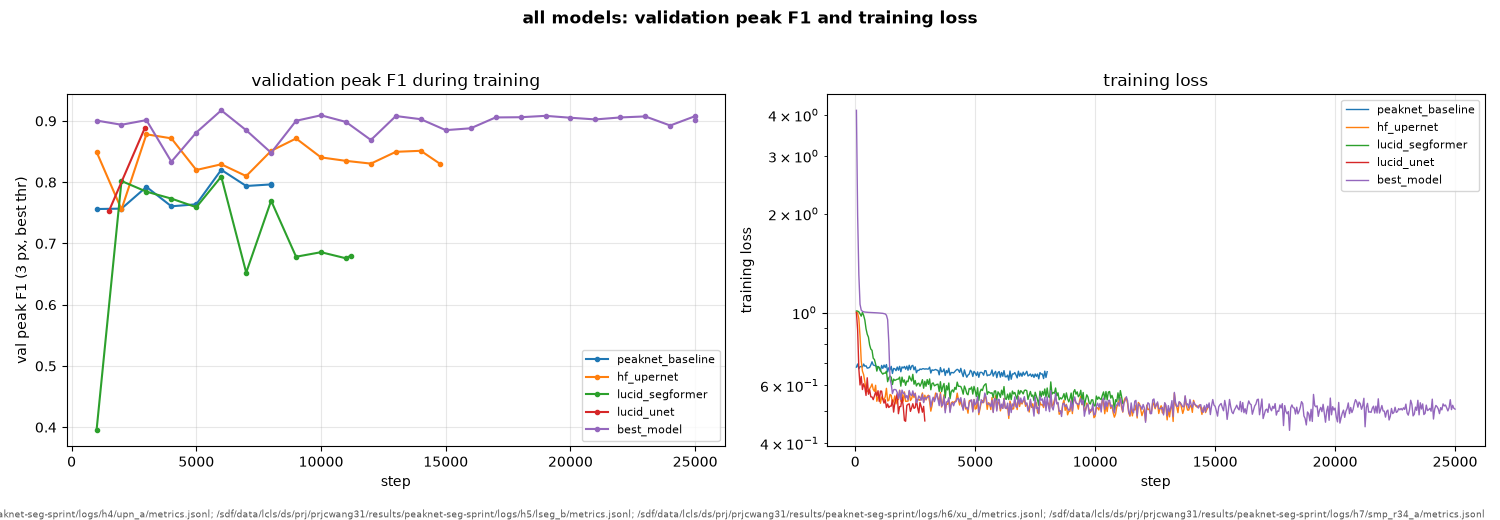 all models: validation peak F1 and training loss
validation peak F1 during training
val peak F1 (3 px, best thr)
0.9
0.8
0.7
0.6
0.5
0.4
0
5000
10000
15000
20000
25000
step
peaknet_baseline
hf_upernet
lucid_segformer
lucid_unet
best_model
training loss
training loss
4 × 10⁰
3 × 10⁰
2 × 10⁰
10⁰
6 × 10⁻¹
4 × 10⁻¹
0
5000
10000
15000
20000
25000
step
peaknet_baseline
hf_upernet
lucid_segformer
lucid_unet
best_model
aknet-seg-sprint/logs/h4/upn_a/metrics.jsonl; /sdf/data/lcls/ds/prj/prjcwang31/results/peaknet-seg-sprint/logs/h5/lseg_b/metrics.jsonl; /sdf/data/lcls/ds/prj/prjcwang31/results/peaknet-seg-sprint/logs/h6/xu_d/metrics.jsonl; /sdf/data/lcls/ds/prj/prjcwang31/results/peaknet-seg-sprint/logs/h7/smp_r34_a/metrics.jsonl